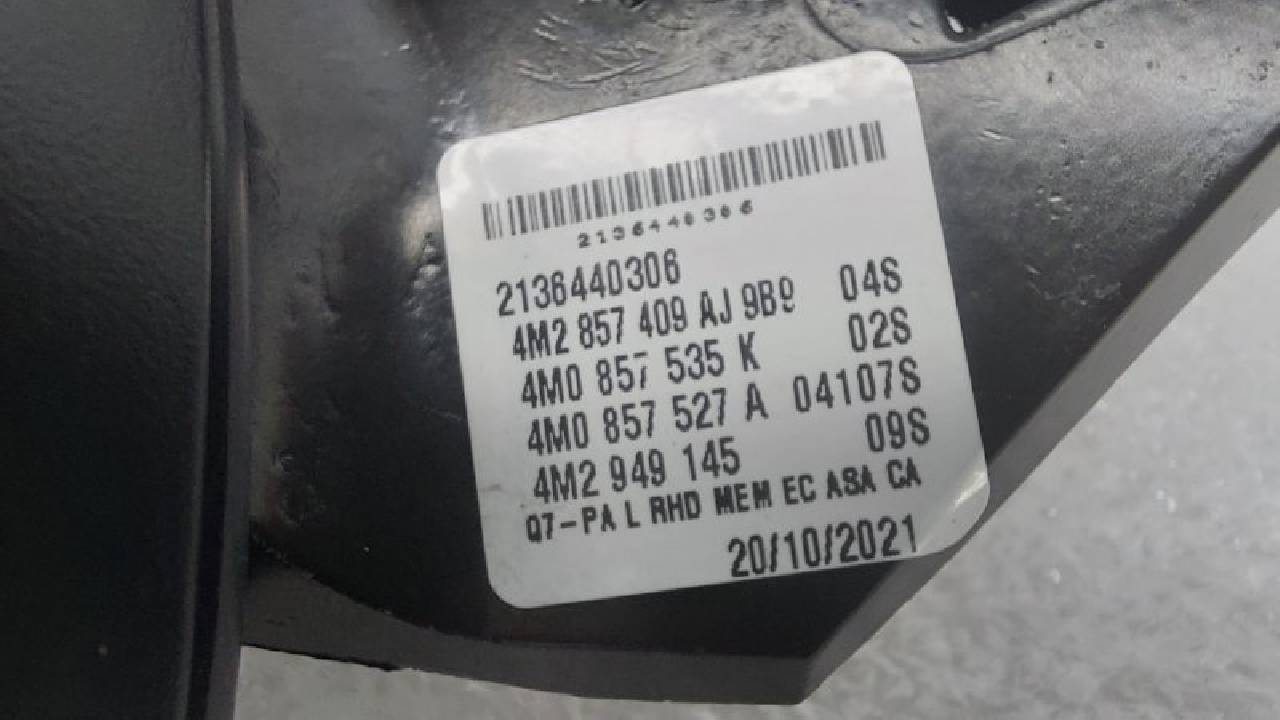 2136440306
2136440306
4M2 857 409 AJ 9B9 04S
4M0 857 535 K 02S
4M0 857 527 A 04107S
4M2 949 145 09S
Q7-PA L RHD MEM EC ASA CA
20/10/2021